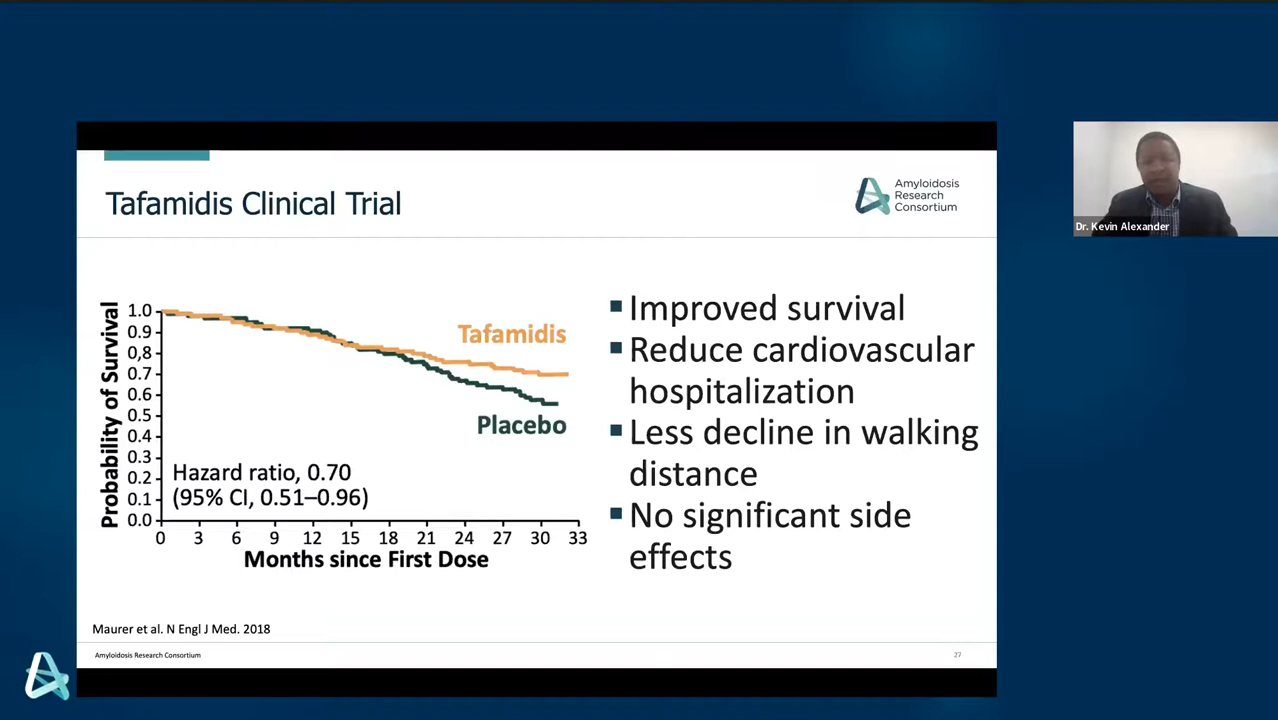 Tafamidis Clinical Trial
Amyloidosis
Research
Consortium
Dr. Kevin Alexander
Probability of Survival
1.0
0.9
0.8
0.7
0.6
0.5
0.4
0.3
0.2
0.1
0.0
Tafamidis
Placebo
Hazard ratio, 0.70
(95% CI, 0.51–0.96)
0 3 6 9 12 15 18 21 24 27 30 33
Months since First Dose
▪Improved survival
▪Reduce cardiovascular
hospitalization
▪Less decline in walking
distance
▪No significant side
effects
Maurer et al. N Engl J Med. 2018
Amyloidosis Research Consortium
27